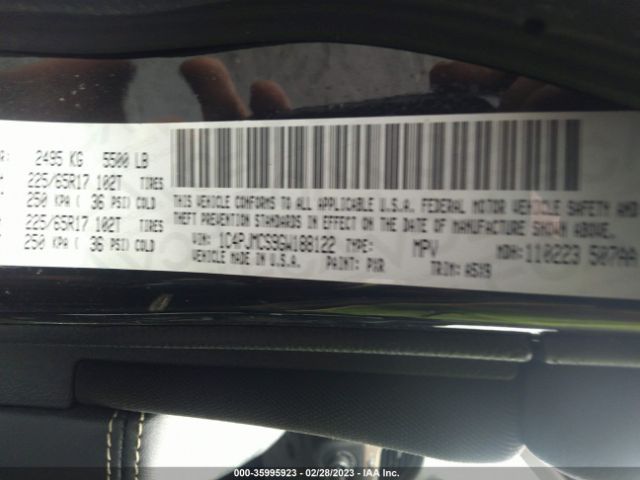 2495 KG 5500 LB
225/65R17 102T TIRES
250 KPA ( 36 PSI) COLD
225/65R17 102T TIRES
250 KPA ( 36 PSI) COLD
THIS VEHICLE CONFORMS TO ALL APPLICABLE U.S.A. FEDERAL MOTOR VEHICLE SAFETY AND
THEFT PREVENTION STANDARDS IN EFFECT ON THE DATE OF MANUFACTURE SHOWN ABOVE
VIN: 1C4PJMCS9GW188122 TYPE: MPV MDH: 110223 507AA
VEHICLE MADE IN U.S.A. PAINT: PXR TRIM: A5X9
000-35995923 - 02/28/2023 - IAA Inc.